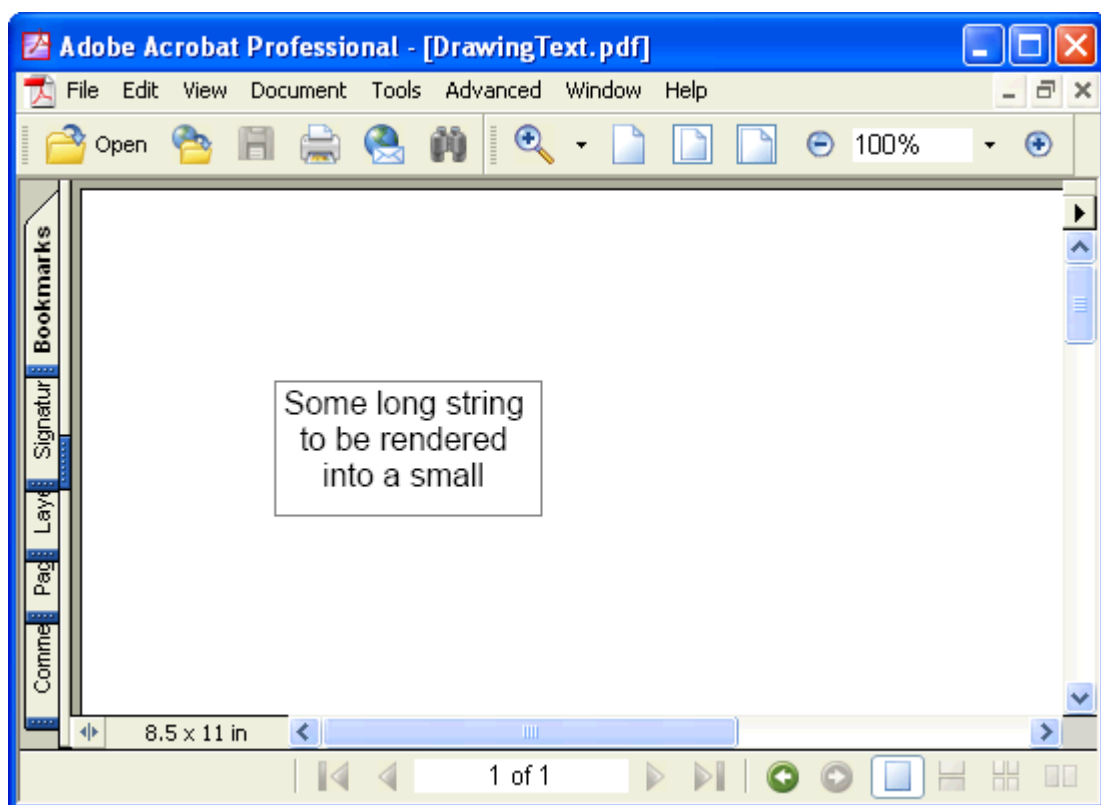 Adobe Acrobat Professional - [DrawingText.pdf]
File Edit View Document Tools Advanced Window Help
Open 100%
Bookmarks
Signatur
Laye
Pag
Comme
Some long string
to be rendered
into a small
8.5 x 11 in
1 of 1